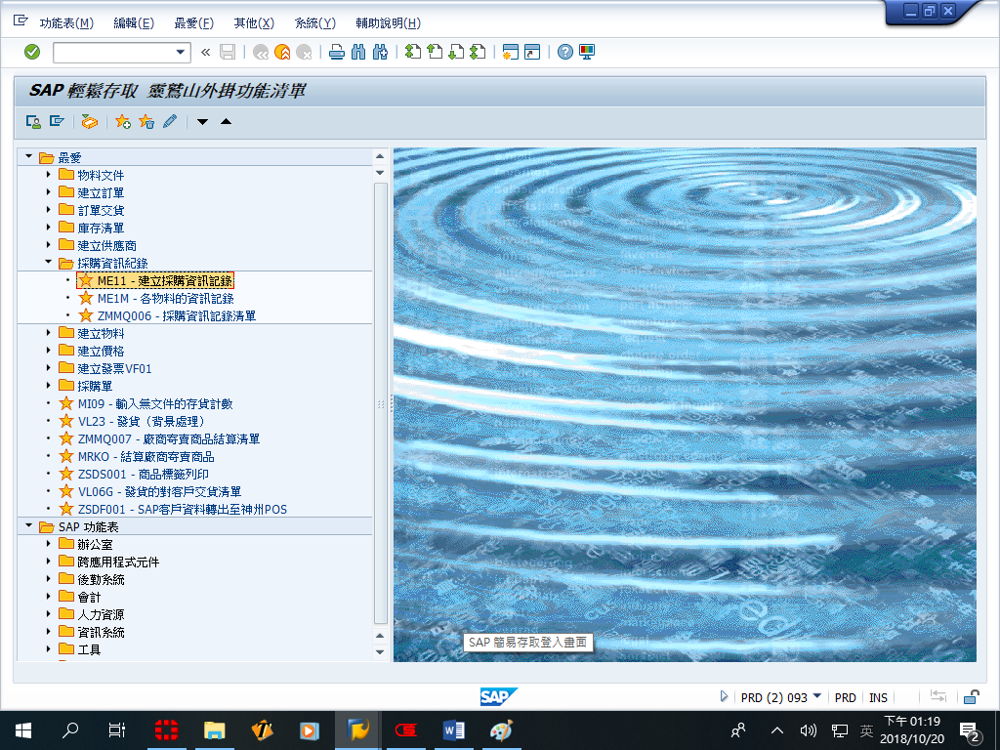 功能表(M) 編輯(E) 最愛(F) 其他(X) 系統(Y) 輔助說明(H)
SAP 輕鬆存取 靈鷲山外掛功能清單
最愛
物料文件
建立訂單
訂單交貨
庫存清單
建立供應商
採購資訊紀錄
ME11 - 建立採購資訊記錄
ME1M - 各物料的資訊記錄
ZMMQ006 - 採購資訊記錄清單
建立物料
建立價格
建立發票VF01
採購單
MI09 - 輸入無文件的存貨計數
VL23 - 發貨（背景處理）
ZMMQ007 - 廠商寄賣商品結算清單
MRKO - 結算廠商寄賣商品
ZSDS001 - 商品標籤列印
VL06G - 發貨的對客戶交貨清單
ZSDF001 - SAP客戶資料轉出至神州POS
SAP 功能表
辦公室
跨應用程式元件
後勤系統
會計
人力資源
資訊系統
工具
SAP 簡易存取登入畫面
SAP
PRD (2) 093 PRD INS
英
下午 01:19
2018/10/20
2